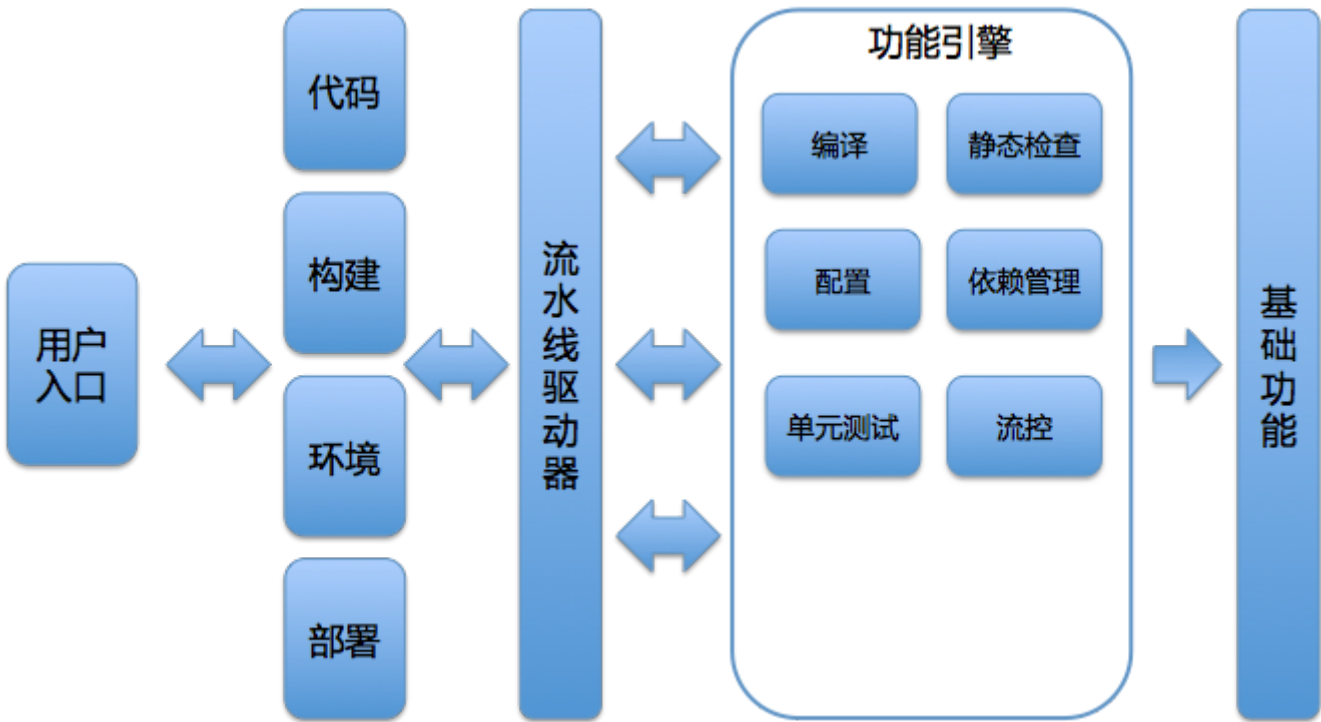 用户
入口
代码
构建
环境
部署
流
水
线
驱
动
器
功能引擎
编译
静态检查
配置
依赖管理
单元测试
流控
基
础
功
能